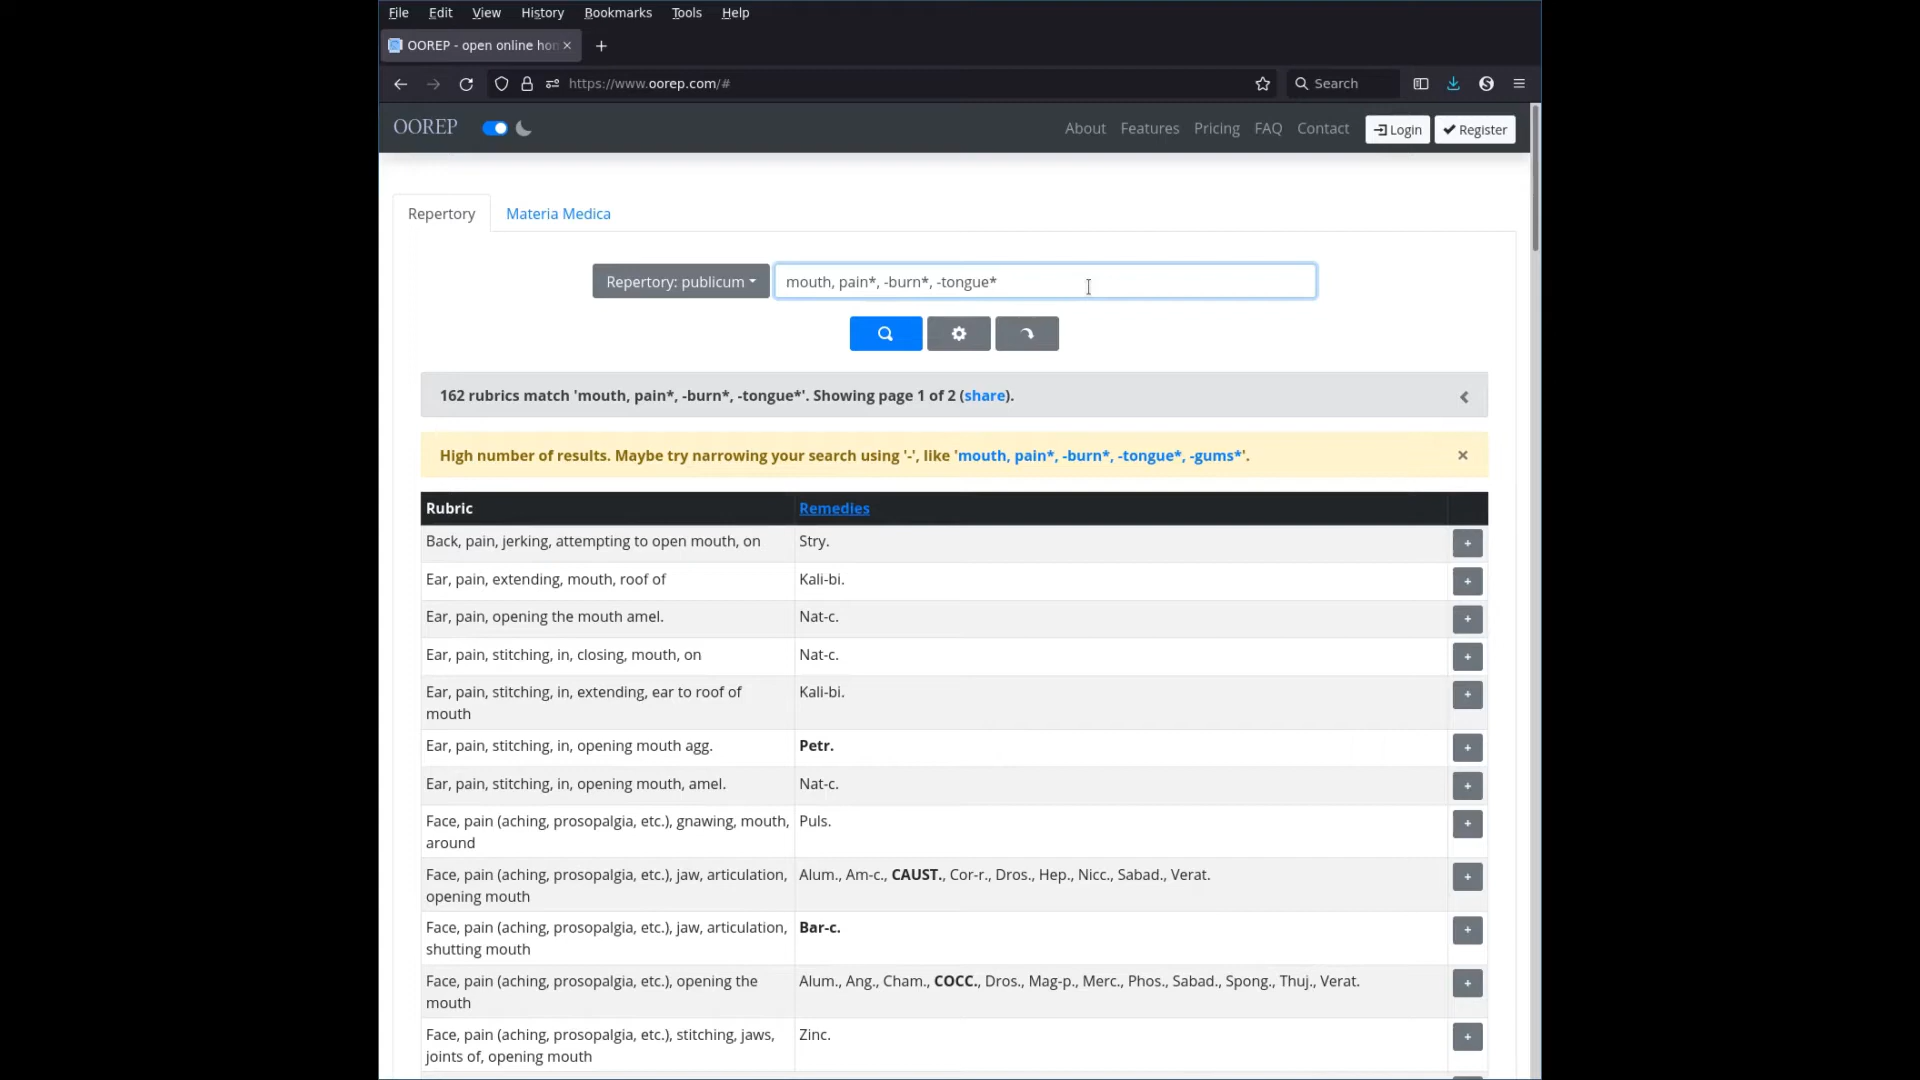 File Edit View History Bookmarks Tools Help
OOREP - open online hor
https://www.oorep.com/#
Search
OOREP
About Features Pricing FAQ Contact Login Register
Repertory Materia Medica
Repertory: publicum mouth, pain*, -burn*, -tongue*
162 rubrics match 'mouth, pain*, -burn*, -tongue*'. Showing page 1 of 2 (share).
High number of results. Maybe try narrowing your search using '-', like 'mouth, pain*, -burn*, -tongue*, -gums*'.
Rubric Remedies
Back, pain, jerking, attempting to open mouth, on Stry. +
Ear, pain, extending, mouth, roof of Kali-bi. +
Ear, pain, opening the mouth amel. Nat-c. +
Ear, pain, stitching, in, closing, mouth, on Nat-c. +
Ear, pain, stitching, in, extending, ear to roof of Kali-bi. +
mouth
Ear, pain, stitching, in, opening mouth agg. Petr. +
Ear, pain, stitching, in, opening mouth, amel. Nat-c. +
Face, pain (aching, prosopalgia, etc.), gnawing, mouth, Puls. +
around
Face, pain (aching, prosopalgia, etc.), jaw, articulation, Alum., Am-c., CAUST., Cor-r., Dros., Hep., Nicc., Sabad., Verat. +
opening mouth
Face, pain (aching, prosopalgia, etc.), jaw, articulation, Bar-c. +
shutting mouth
Face, pain (aching, prosopalgia, etc.), opening the Alum., Ang., Cham., COCC., Dros., Mag-p., Merc., Phos., Sabad., Spong., Thuj., Verat. +
mouth
Face, pain (aching, prosopalgia, etc.), stitching, jaws, Zinc. +
joints of, opening mouth